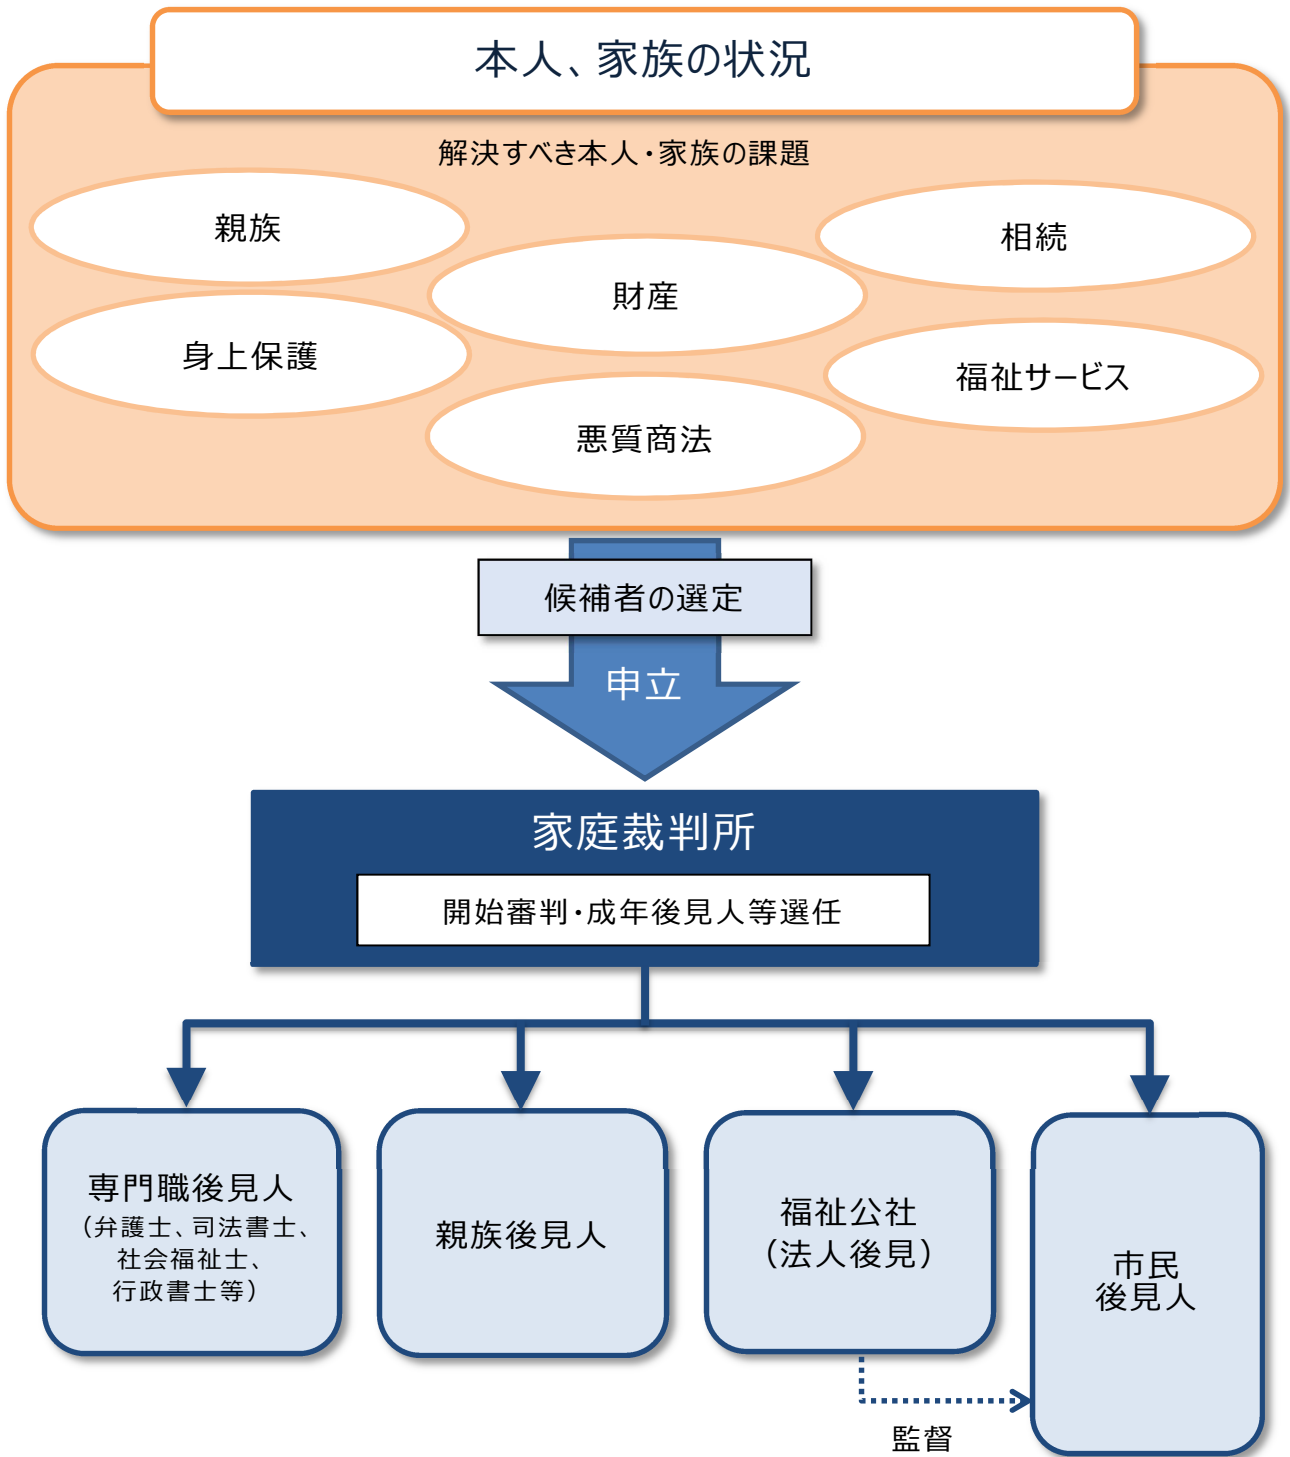 本人、家族の状況
解決すべき本人・家族の課題
親族
相続
財産
身上保護
福祉サービス
悪質商法
候補者の選定
申立
家庭裁判所
開始審判・成年後見人等選任
専門職後見人
（弁護士、司法書士、
社会福祉士、
行政書士等）
親族後見人
福祉公社
（法人後見）
市民
後見人
監督